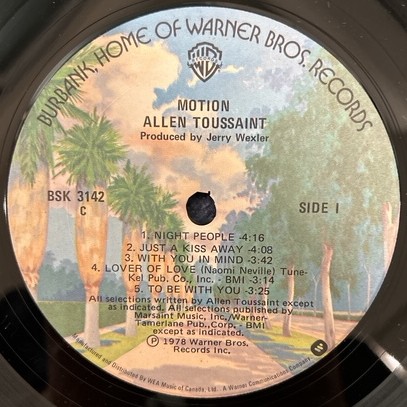 BURBANK, HOME OF WARNER BROS. RECORDS
MOTION
ALLEN TOUSSAINT
Produced by Jerry Wexler
BSK 3142
C
SIDE 1
1. NIGHT PEOPLE -4:16
2. JUST A KISS AWAY -4:08
3. WITH YOU IN MIND -3:42
4. LOVER OF LOVE (Naomi Neville) Tune-
Kel Pub. Co., Inc. - BMI -3:14
5. TO BE WITH YOU -3:25
All selections written by Allen Toussaint except
as indicated. All selections published by
Marsaint Music, Inc./Warner-
Tamerlane Pub.,Corp. - BMI
except as indicated.
Ⓟ 1978 Warner Bros.
Records Inc.
and Distributed By WEA Music of Canada, Ltd. . A Warner Communications Company